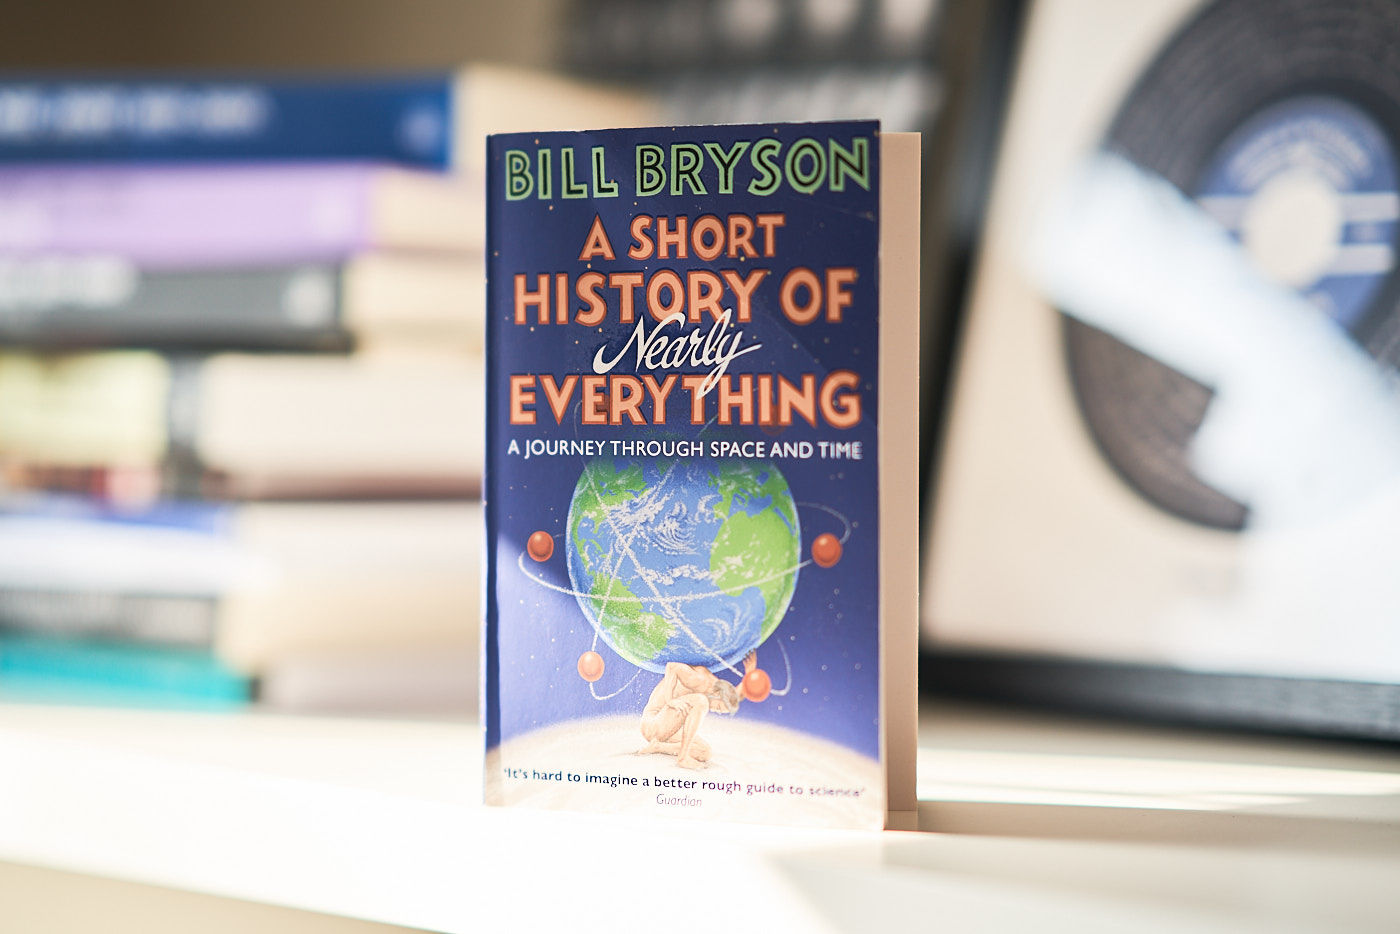 BILL BRYSON
A SHORT
HISTORY OF
Nearly
EVERYTHING
A JOURNEY THROUGH SPACE AND TIME
'It's hard to imagine a better rough guide to science'
Guardian